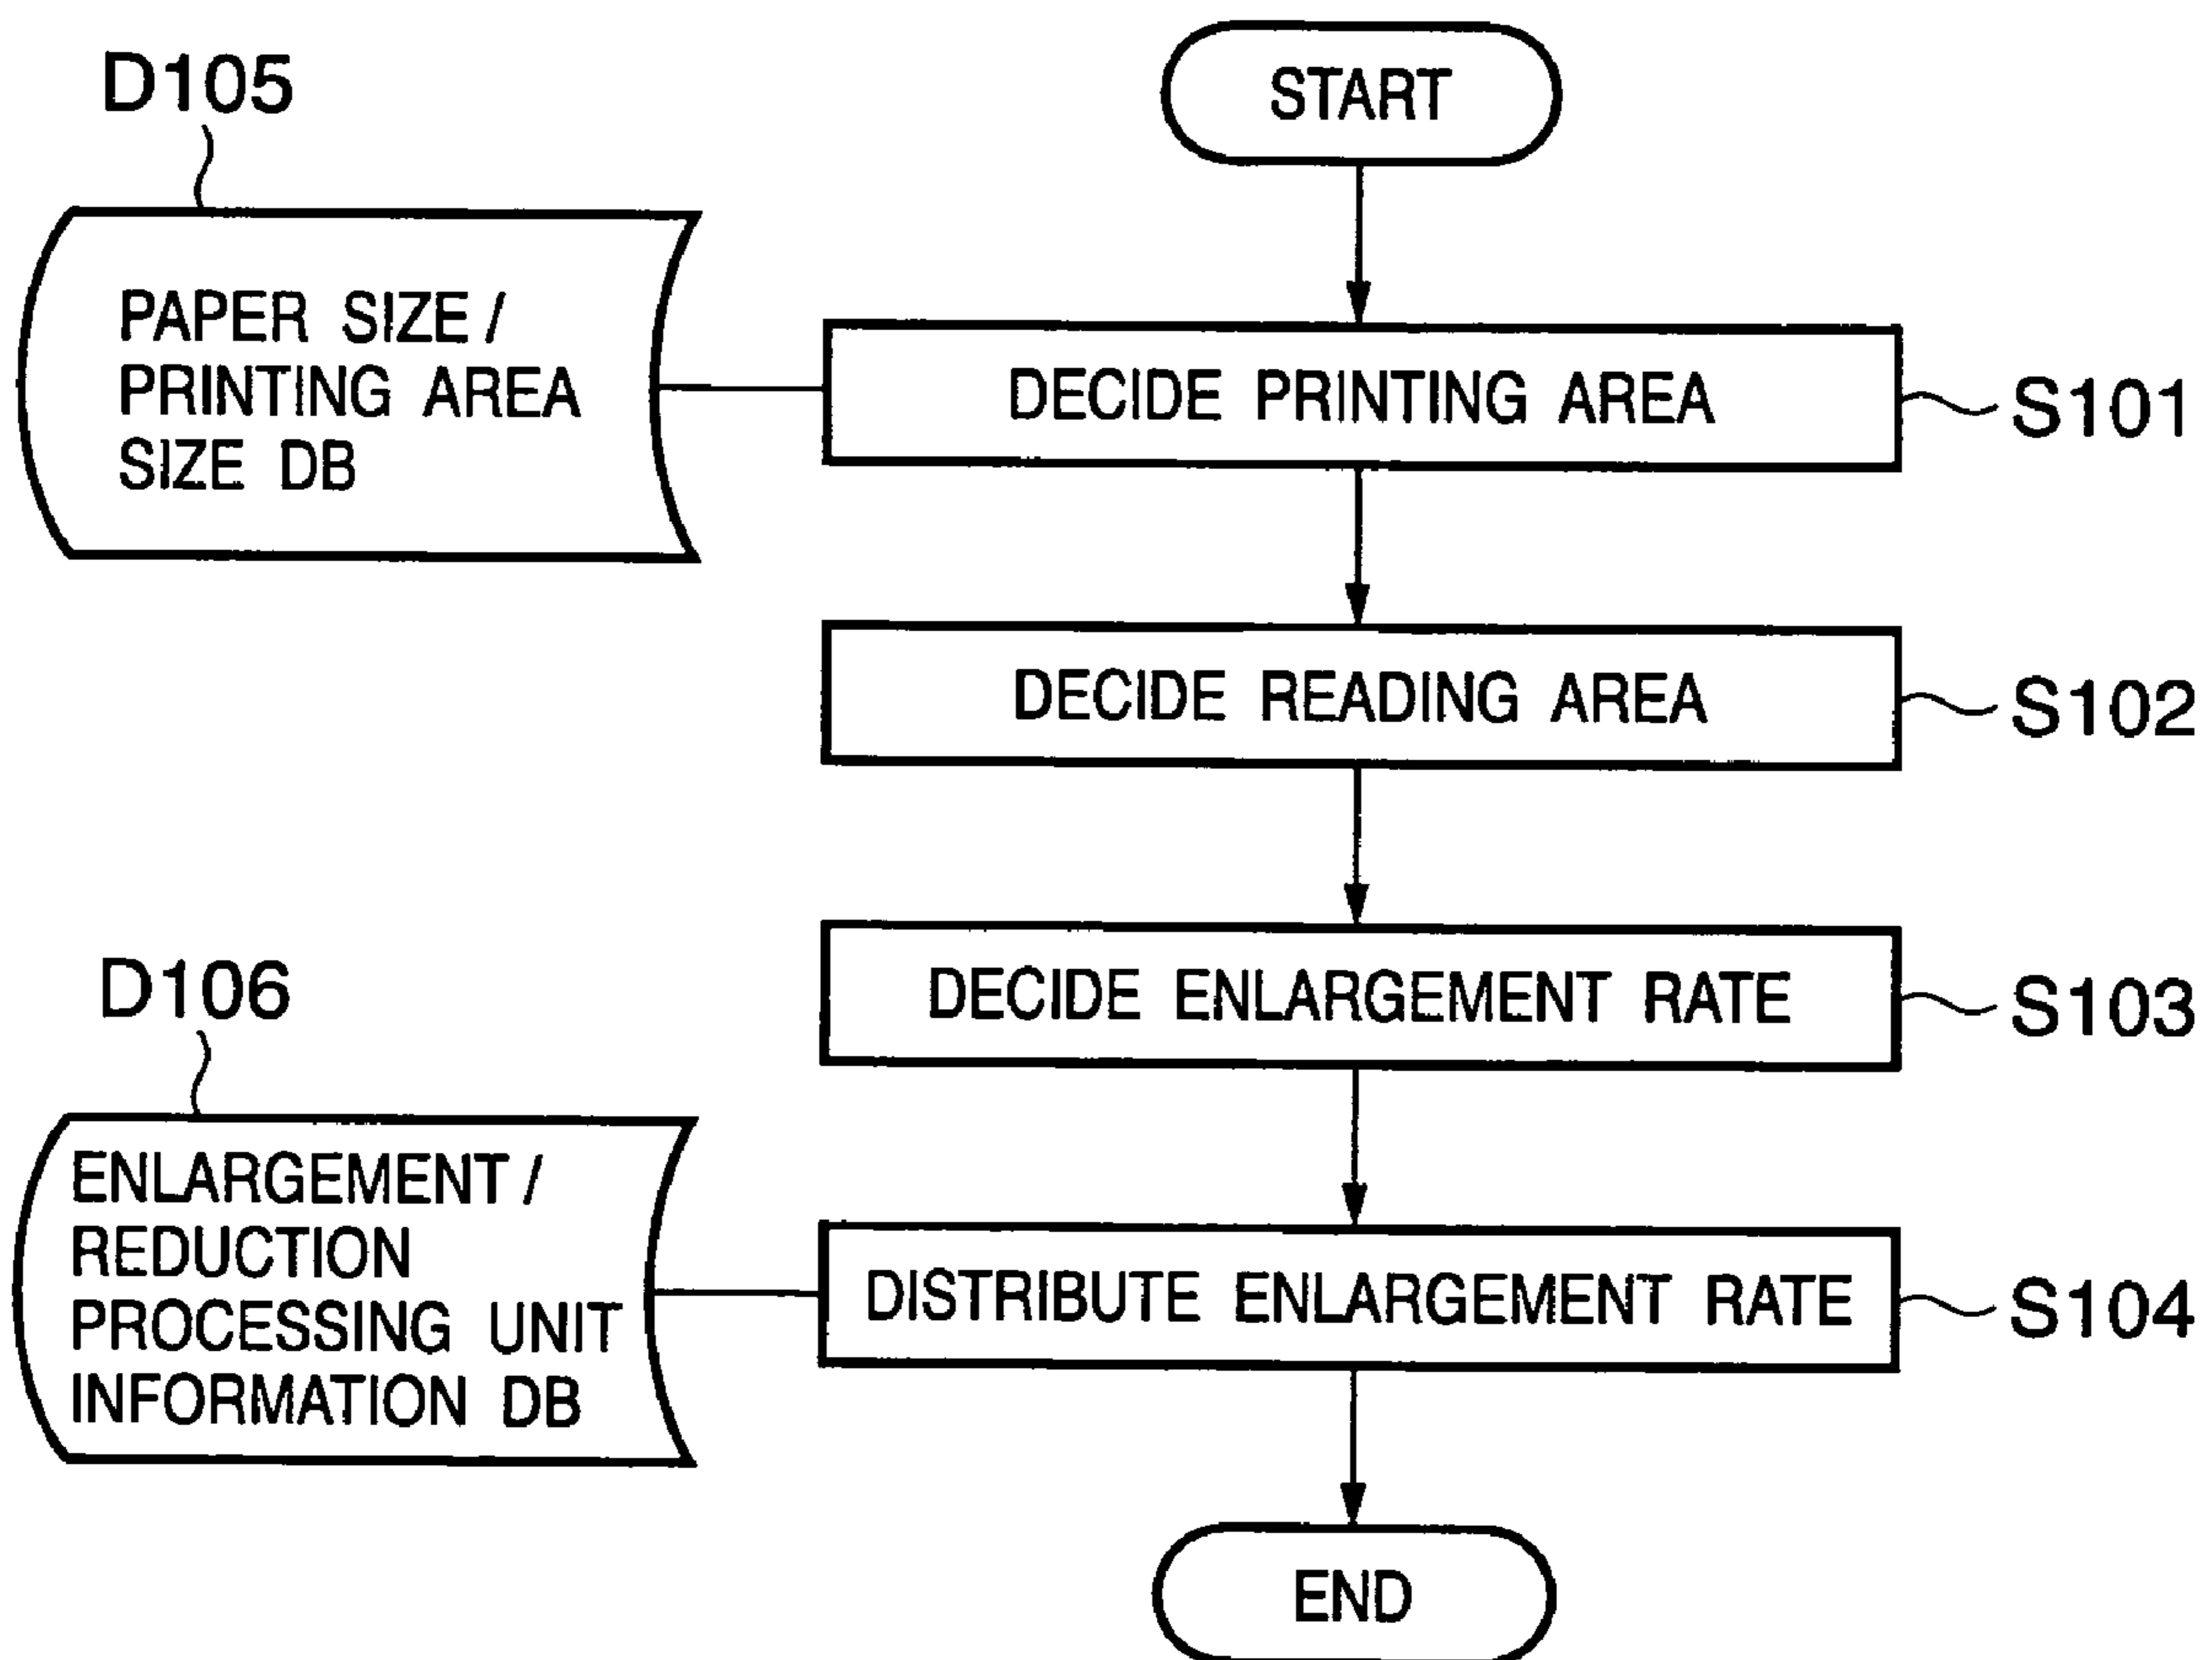 START
D105
PAPER SIZE /
PRINTING AREA
SIZE DB
DECIDE PRINTING AREA
S101
DECIDE READING AREA
S102
DECIDE ENLARGEMENT RATE
S103
D106
ENLARGEMENT /
REDUCTION
PROCESSING UNIT
INFORMATION DB
DISTRIBUTE ENLARGEMENT RATE
S104
END